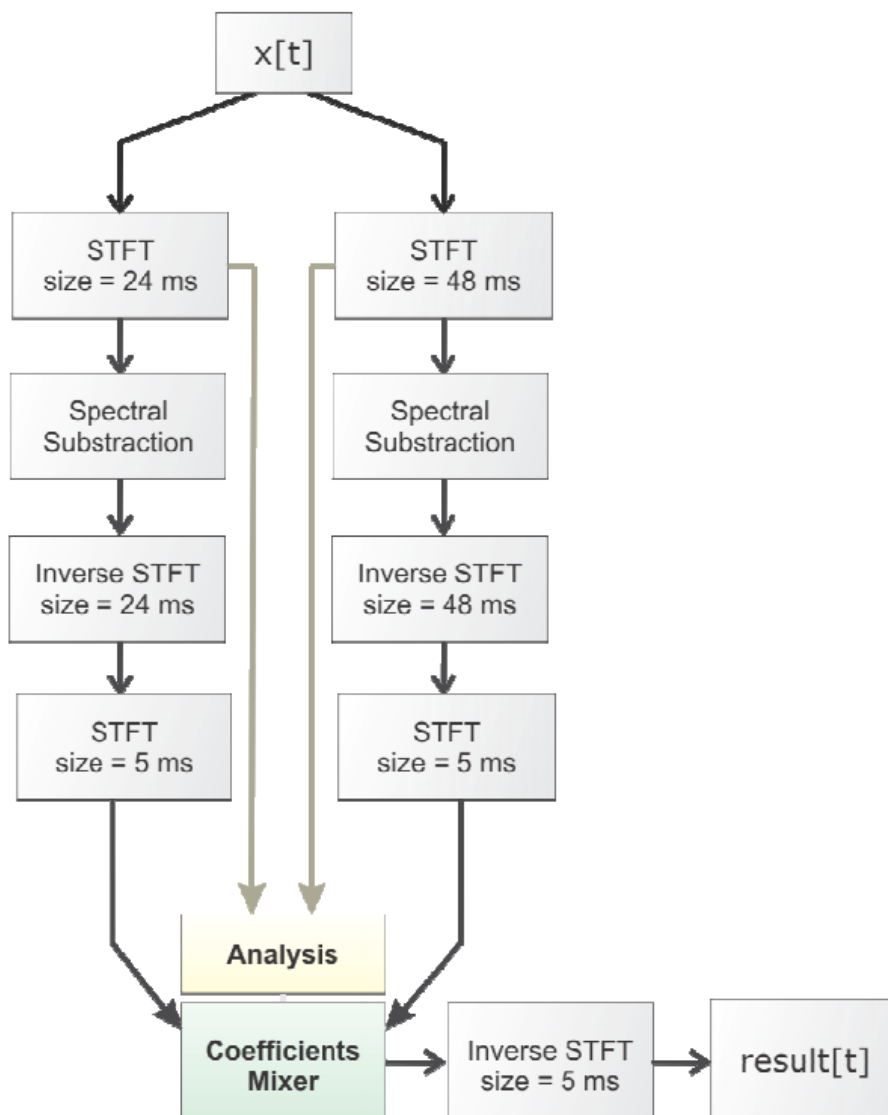 x[t]
STFT
size = 24 ms
STFT
size = 48 ms
Spectral
Substraction
Spectral
Substraction
Inverse STFT
size = 24 ms
Inverse STFT
size = 48 ms
STFT
size = 5 ms
STFT
size = 5 ms
Analysis
Coefficients
Mixer
Inverse STFT
size = 5 ms
result[t]